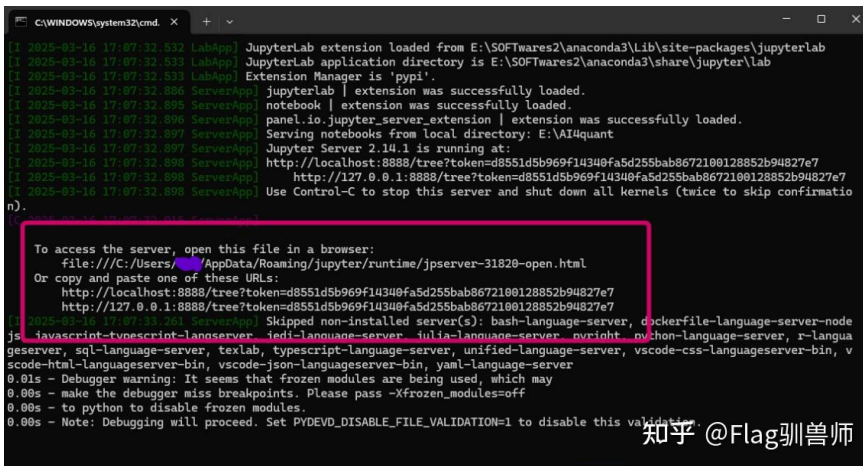 C:\WINDOWS\system32\cmd.
[I 2025-03-16 17:07:32.532 LabApp] JupyterLab extension loaded from E:\SOFTwares2\anaconda3\Lib\site-packages\jupyterlab
[I 2025-03-16 17:07:32.533 LabApp] JupyterLab application directory is E:\SOFTwares2\anaconda3\share\jupyter\lab
[I 2025-03-16 17:07:32.533 LabApp] Extension Manager is 'pypi'.
[I 2025-03-16 17:07:32.886 ServerApp] jupyterlab | extension was successfully loaded.
[I 2025-03-16 17:07:32.895 ServerApp] notebook | extension was successfully loaded.
[I 2025-03-16 17:07:32.896 ServerApp] panel.io.jupyter_server_extension | extension was successfully loaded.
[I 2025-03-16 17:07:32.897 ServerApp] Serving notebooks from local directory: E:\AI4quant
[I 2025-03-16 17:07:32.897 ServerApp] Jupyter Server 2.14.1 is running at:
[I 2025-03-16 17:07:32.898 ServerApp] http://localhost:8888/tree?token=d8551d5b969f14340fa5d255bab8672100128852b94827e7
[I 2025-03-16 17:07:32.898 ServerApp]     http://127.0.0.1:8888/tree?token=d8551d5b969f14340fa5d255bab8672100128852b94827e7
[I 2025-03-16 17:07:32.898 ServerApp] Use Control-C to stop this server and shut down all kernels (twice to skip confirmatio
n).
[C 2025-03-16 17:07:32.915 ServerApp]
To access the server, open this file in a browser:
file:///C:/Users/ /AppData/Roaming/jupyter/runtime/jpserver-31820-open.html
Or copy and paste one of these URLs:
http://localhost:8888/tree?token=d8551d5b969f14340fa5d255bab8672100128852b94827e7
http://127.0.0.1:8888/tree?token=d8551d5b969f14340fa5d255bab8672100128852b94827e7
[I 2025-03-16 17:07:33.261 ServerApp] Skipped non-installed server(s): bash-language-server, dockerfile-language-server-node
js, javascript-typescript-langserver, jedi-language-server, julia-language-server, pyright, python-language-server, r-langua
geserver, sql-language-server, texlab, typescript-language-server, unified-language-server, vscode-css-languageserver-bin, v
scode-html-languageserver-bin, vscode-json-languageserver-bin, yaml-language-server
0.01s - Debugger warning: It seems that frozen modules are being used, which may
0.00s - make the debugger miss breakpoints. Please pass -Xfrozen_modules=off
0.00s - to python to disable frozen modules.
0.00s - Note: Debugging will proceed. Set PYDEVD_DISABLE_FILE_VALIDATION=1 to disable this validation.
知乎 @Flag驯兽师